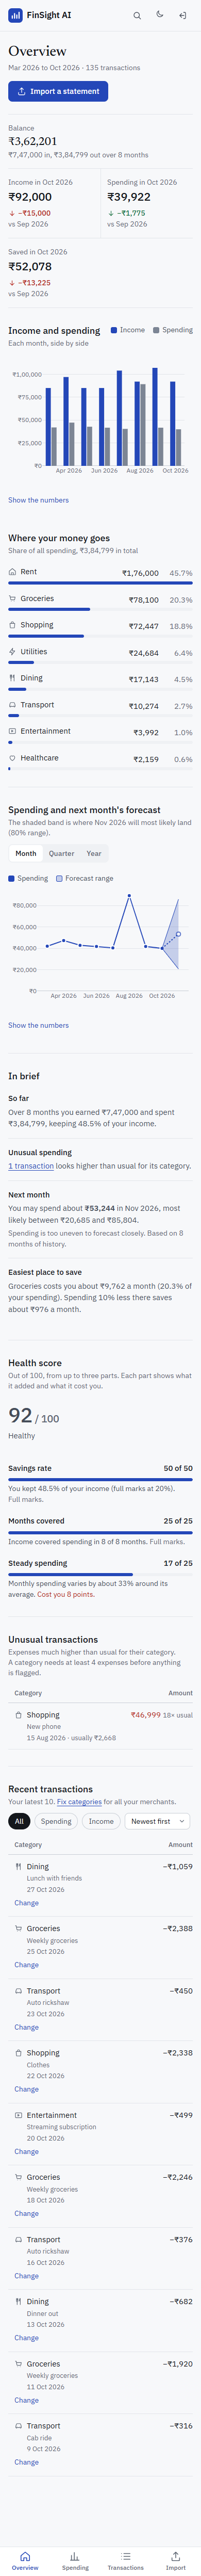 FinSight AI
Overview
Mar 2026 to Oct 2026 · 135 transactions
Import a statement
Balance
₹3,62,201
₹7,47,000 in, ₹3,84,799 out over 8 months
Income in Oct 2026
₹92,000
↓ −₹15,000
vs Sep 2026
Spending in Oct 2026
₹39,922
↓ −₹1,775
vs Sep 2026
Saved in Oct 2026
₹52,078
↓ −₹13,225
vs Sep 2026
Income and spending
Income Spending
Each month, side by side
₹1,00,000
₹75,000
₹50,000
₹25,000
₹0
Apr 2026 Jun 2026 Aug 2026 Oct 2026
Show the numbers
Where your money goes
Share of all spending, ₹3,84,799 in total
Rent ₹1,76,000 45.7%
Groceries ₹78,100 20.3%
Shopping ₹72,447 18.8%
Utilities ₹24,684 6.4%
Dining ₹17,143 4.5%
Transport ₹10,274 2.7%
Entertainment ₹3,992 1.0%
Healthcare ₹2,159 0.6%
Spending and next month's forecast
The shaded band is where Nov 2026 will most likely land
(80% range).
Month Quarter Year
Spending Forecast range
₹80,000
₹60,000
₹40,000
₹20,000
₹0
Apr 2026 Jun 2026 Aug 2026 Oct 2026
Show the numbers
In brief
So far
Over 8 months you earned ₹7,47,000 and spent
₹3,84,799, keeping 48.5% of your income.
Unusual spending
1 transaction looks higher than usual for its category.
Next month
You may spend about ₹53,244 in Nov 2026, most
likely between ₹20,685 and ₹85,804.
Spending is too uneven to forecast closely. Based on 8
months of history.
Easiest place to save
Groceries costs you about ₹9,762 a month (20.3% of
your spending). Spending 10% less there saves
about ₹976 a month.
Health score
Out of 100, from up to three parts. Each part shows what
it added and what it cost you.
92 / 100
Healthy
Savings rate 50 of 50
You kept 48.5% of your income (full marks at 20%).
Full marks.
Months covered 25 of 25
Income covered spending in 8 of 8 months. Full marks.
Steady spending 17 of 25
Monthly spending varies by about 33% around its
average. Cost you 8 points.
Unusual transactions
Expenses much higher than usual for their category.
A category needs at least 4 expenses before anything
is flagged.
Category Amount
Shopping ₹46,999 18× usual
New phone
15 Aug 2026 · usually ₹2,668
Recent transactions
Your latest 10. Fix categories for all your merchants.
All Spending Income Newest first
Category Amount
Dining −₹1,059
Lunch with friends
27 Oct 2026
Change
Groceries −₹2,388
Weekly groceries
25 Oct 2026
Change
Transport −₹450
Auto rickshaw
23 Oct 2026
Change
Shopping −₹2,338
Clothes
22 Oct 2026
Change
Entertainment −₹499
Streaming subscription
20 Oct 2026
Change
Groceries −₹2,246
Weekly groceries
18 Oct 2026
Change
Transport −₹376
Auto rickshaw
16 Oct 2026
Change
Dining −₹682
Dinner out
13 Oct 2026
Change
Groceries −₹1,920
Weekly groceries
11 Oct 2026
Change
Transport −₹316
Cab ride
9 Oct 2026
Change
Overview Spending Transactions Import